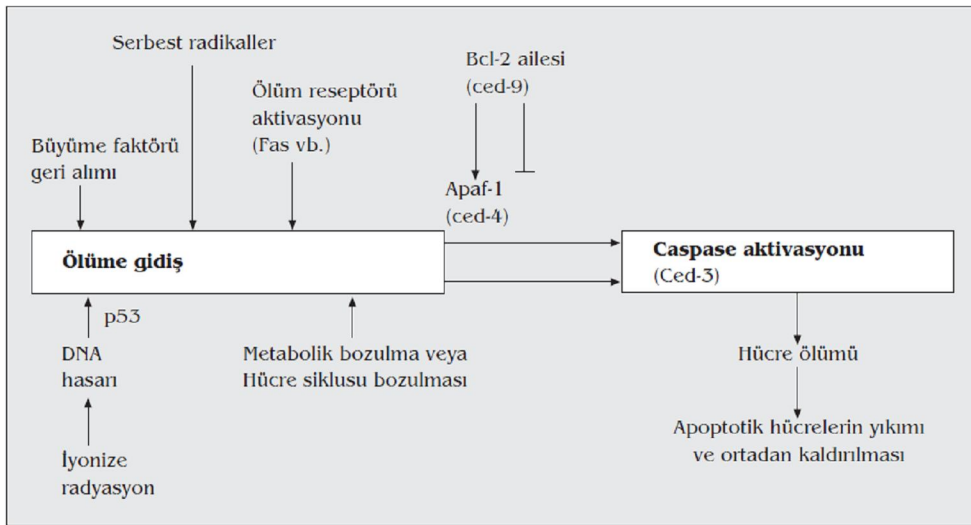 Serbest radikaller
Bcl-2 ailesi
(ced-9)
Ölüm reseptörü
aktivasyonu
(Fas vb.)
Büyüme faktörü
geri alımı
Apaf-1
(ced-4)
Ölüme gidiş
Caspase aktivasyonu
(Ced-3)
p53
DNA
hasarı
Metabolik bozulma veya
Hücre siklusu bozulması
Hücre ölümü
İyonize
radyasyon
Apoptotik hücrelerin yıkımı
ve ortadan kaldırılması